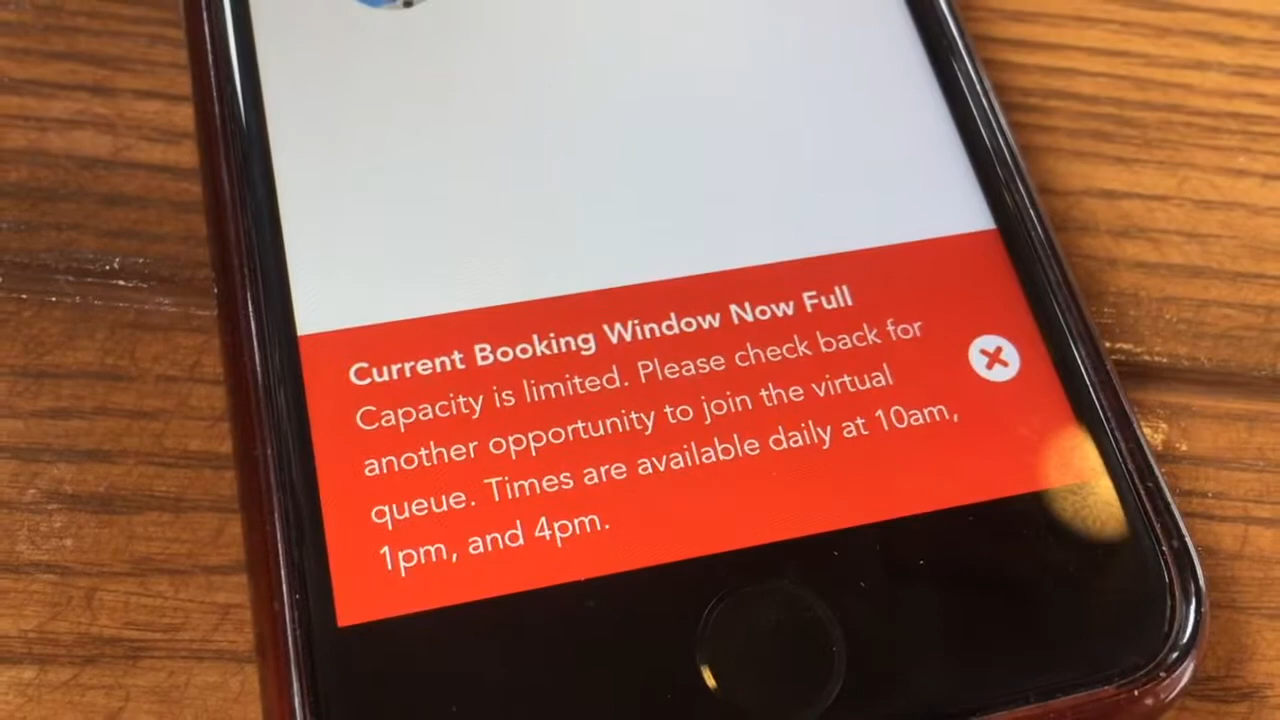 Current Booking Window Now Full
Capacity is limited. Please check back for
another opportunity to join the virtual
queue. Times are available daily at 10am,
1pm, and 4pm.